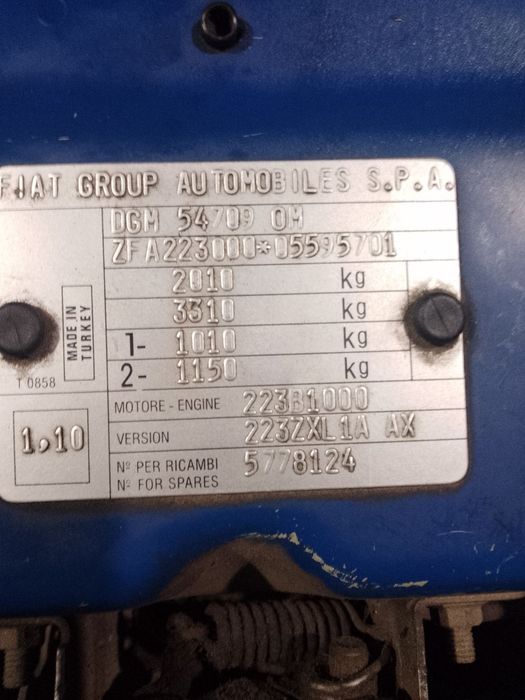 FIAT GROUP AUTOMOBILES S.P.A.
DGM 54709 OM
ZFA223000*05595701
2010 kg
3310 kg
1- 1010 kg
2- 1150 kg
MADE IN
TURKEY
T 0858
MOTORE - ENGINE 223B1000
VERSION 223ZXL1A AX
Nº PER RICAMBI 5778124
Nº FOR SPARES
1,10